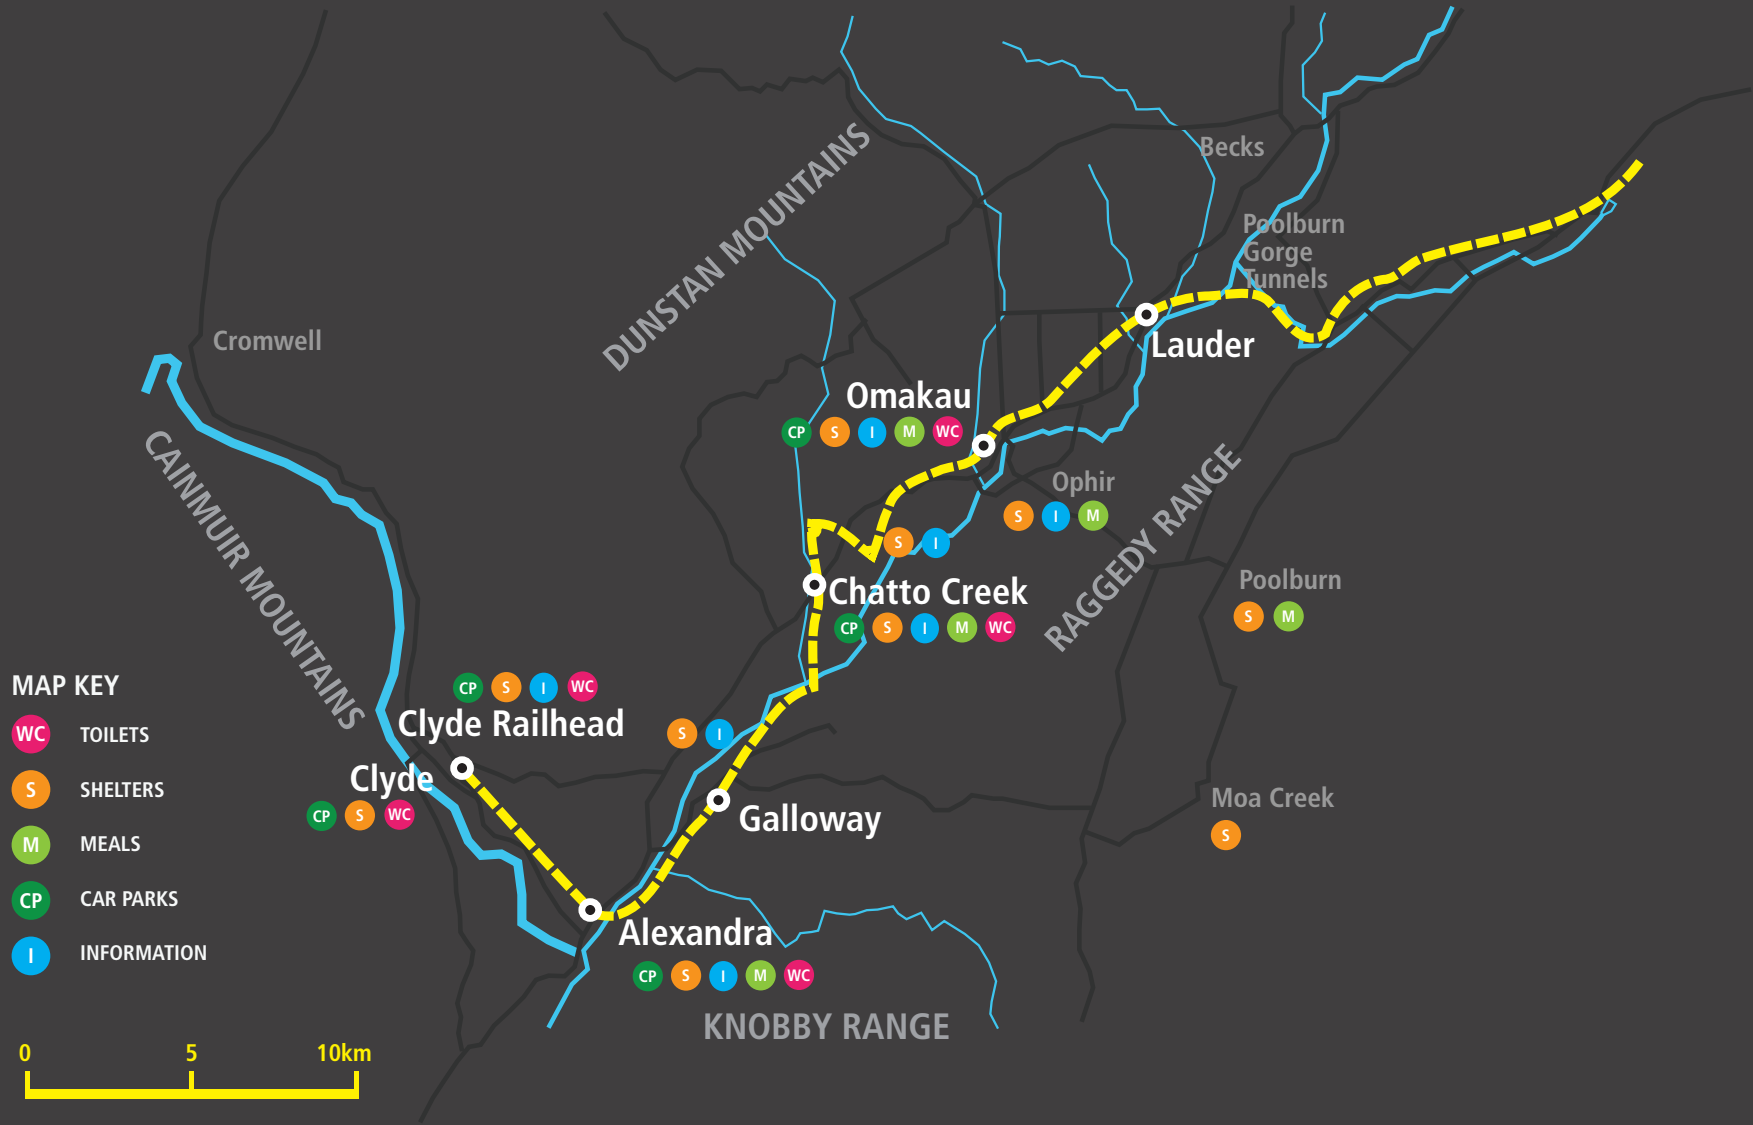 Becks
DUNSTAN MOUNTAINS
Poolburn
Gorge
Tunnels
Cromwell
Lauder
Omakau
CP S I M WC
CAINMUIR MOUNTAINS
RAGGEDY RANGE
Ophir
S I M
S I
Chatto Creek
CP S I M WC
Poolburn
S M
MAP KEY
WC TOILETS
S SHELTERS
M MEALS
CP CAR PARKS
I INFORMATION
CP S I WC
Clyde Railhead
S I
Clyde
CP S WC
Galloway
Moa Creek
S
Alexandra
CP S I M WC
KNOBBY RANGE
0 5 10km